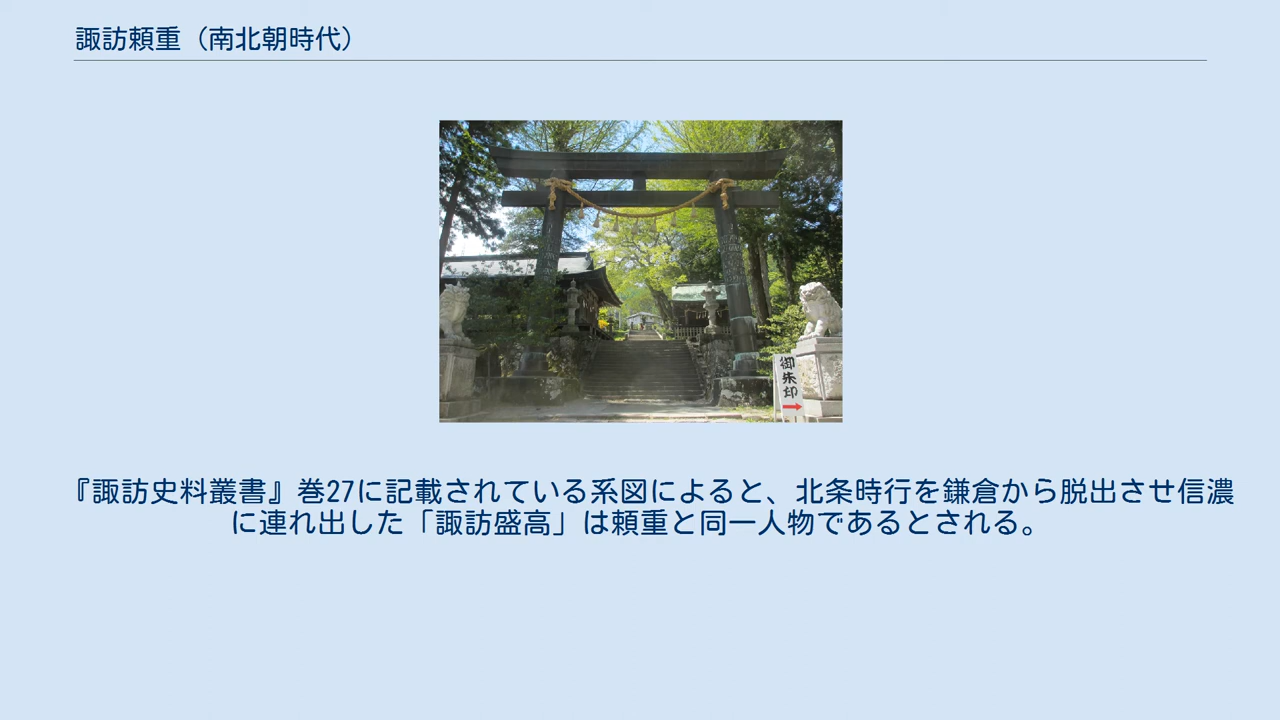 諏訪頼重（南北朝時代）
御朱印
『諏訪史料叢書』巻27に記載されている系図によると、北条時行を鎌倉から脱出させ信濃
に連れ出した「諏訪盛高」は頼重と同一人物であるとされる。